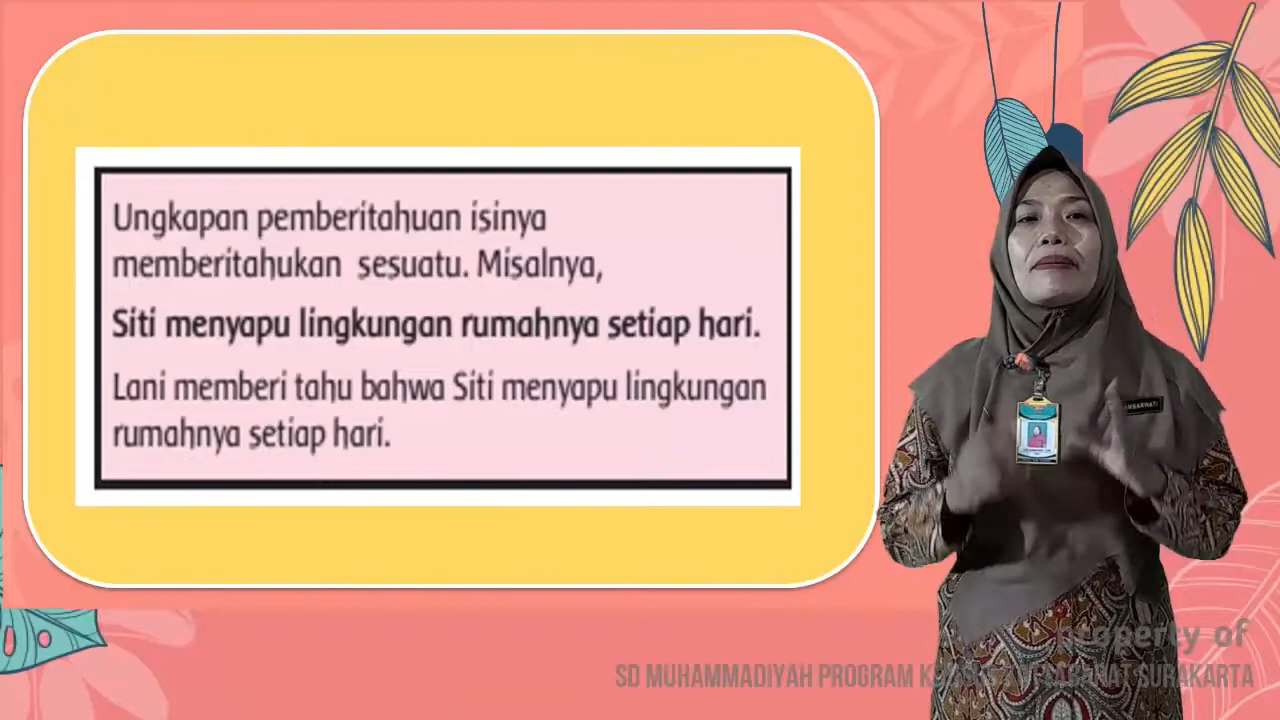 Ungkapan pemberitahuan isinya
memberitahukan sesuatu. Misalnya,
Siti menyapu lingkungan rumahnya setiap hari.
Lani memberi tahu bahwa Siti menyapu lingkungan
rumahnya setiap hari.
property of
SD MUHAMMADIYAH PROGRAM SURAKARTA